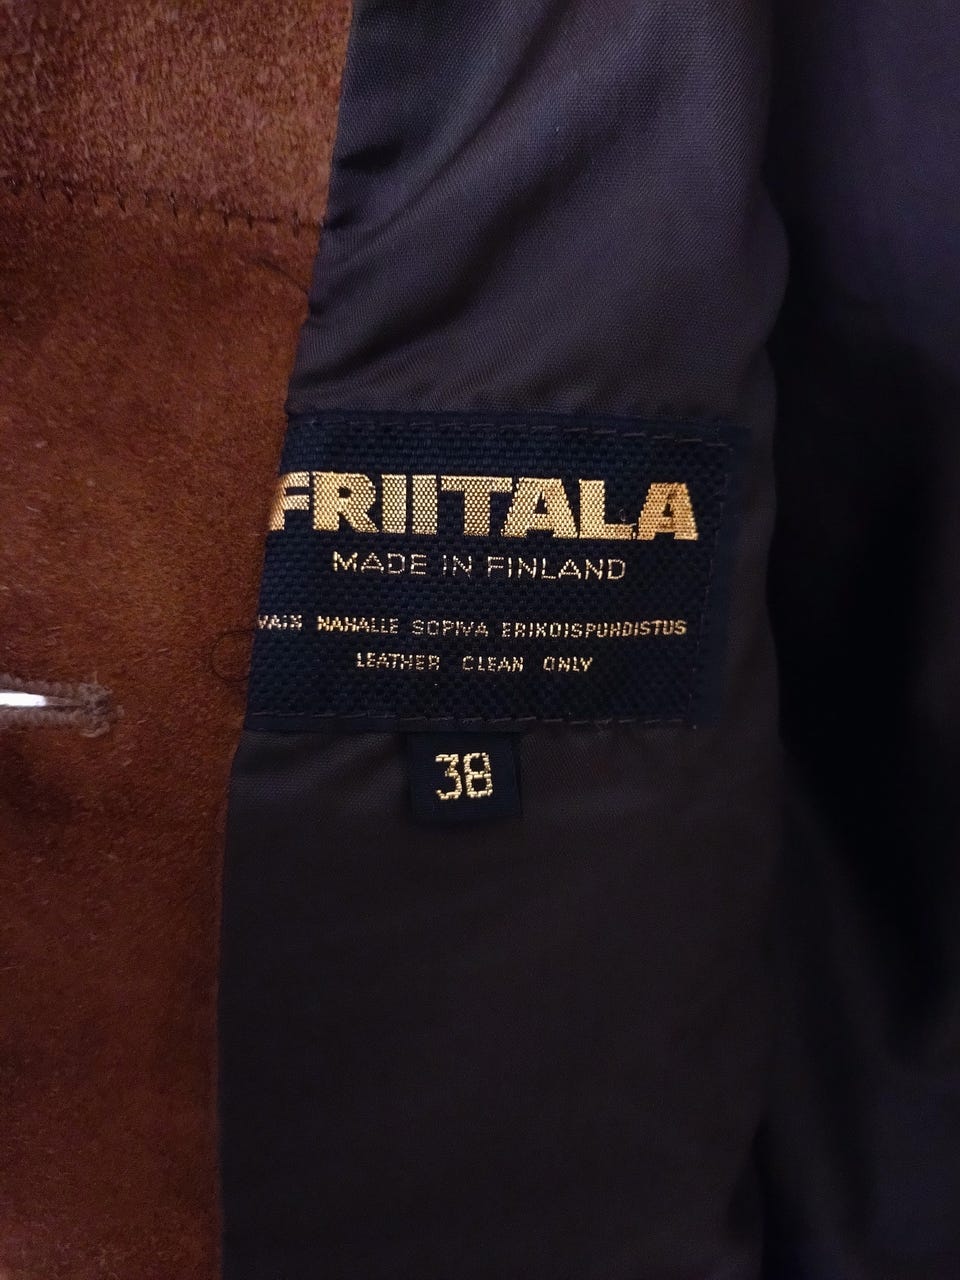 FRIITALA
MADE IN FINLAND
VAIN NAHALLE SOPIVA ERIKOISPUHDISTUS
LEATHER CLEAN ONLY
38